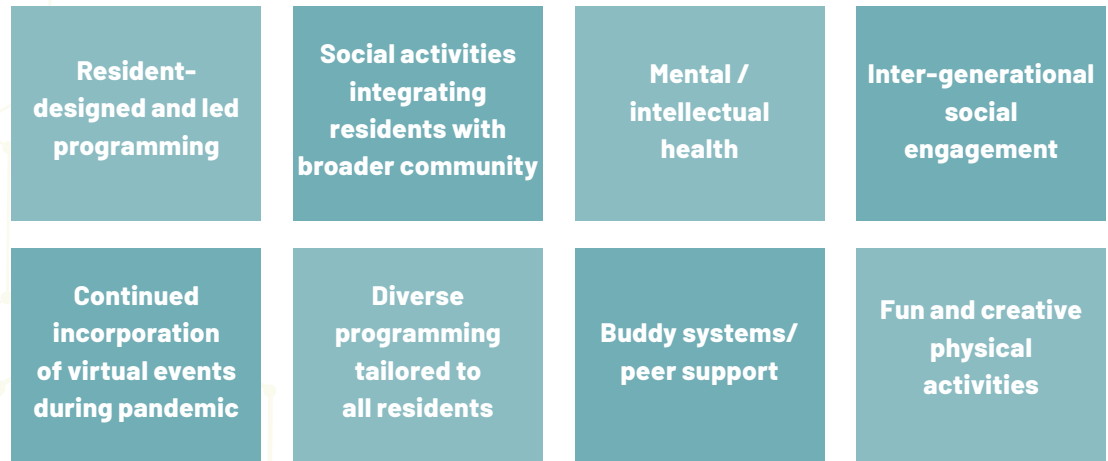 Resident-
designed and led
programming
Social activities
integrating
residents with
broader community
Mental /
intellectual
health
Inter-generational
social
engagement
Continued
incorporation
of virtual events
during pandemic
Diverse
programming
tailored to
all residents
Buddy systems/
peer support
Fun and creative
physical
activities